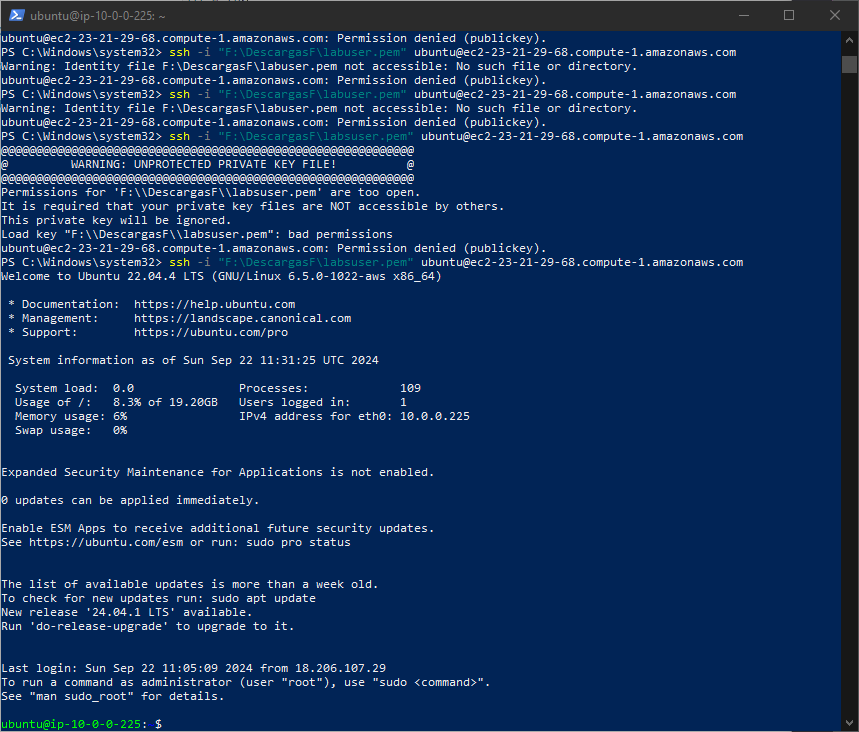 ubuntu@ip-10-0-0-225: ~
ubuntu@ec2-23-21-29-68.compute-1.amazonaws.com: Permission denied (publickey).
PS C:\Windows\system32> ssh -i "F:\DescargasF\labuser.pem" ubuntu@ec2-23-21-29-68.compute-1.amazonaws.com
Warning: Identity file F:\DescargasF\labuser.pem not accessible: No such file or directory.
ubuntu@ec2-23-21-29-68.compute-1.amazonaws.com: Permission denied (publickey).
PS C:\Windows\system32> ssh -i "F:\DescargasF\labuser.pem" ubuntu@ec2-23-21-29-68.compute-1.amazonaws.com
Warning: Identity file F:\DescargasF\labuser.pem not accessible: No such file or directory.
ubuntu@ec2-23-21-29-68.compute-1.amazonaws.com: Permission denied (publickey).
PS C:\Windows\system32> ssh -i "F:\DescargasF\labsuser.pem" ubuntu@ec2-23-21-29-68.compute-1.amazonaws.com
@@@@@@@@@@@@@@@@@@@@@@@@@@@@@@@@@@@@@@@@@@@@@@@@@@@@@@@@@@@
@         WARNING: UNPROTECTED PRIVATE KEY FILE!          @
@@@@@@@@@@@@@@@@@@@@@@@@@@@@@@@@@@@@@@@@@@@@@@@@@@@@@@@@@@@
Permissions for 'F:\\DescargasF\\labsuser.pem' are too open.
It is required that your private key files are NOT accessible by others.
This private key will be ignored.
Load key "F:\\DescargasF\\labsuser.pem": bad permissions
ubuntu@ec2-23-21-29-68.compute-1.amazonaws.com: Permission denied (publickey).
PS C:\Windows\system32> ssh -i "F:\DescargasF\labsuser.pem" ubuntu@ec2-23-21-29-68.compute-1.amazonaws.com
Welcome to Ubuntu 22.04.4 LTS (GNU/Linux 6.5.0-1022-aws x86_64)
* Documentation:  https://help.ubuntu.com
* Management:     https://landscape.canonical.com
* Support:        https://ubuntu.com/pro
System information as of Sun Sep 22 11:31:25 UTC 2024
System load:  0.0                Processes:             109
Usage of /:   8.3% of 19.20GB   Users logged in:       1
Memory usage: 6%                 IPv4 address for eth0: 10.0.0.225
Swap usage:   0%
Expanded Security Maintenance for Applications is not enabled.
0 updates can be applied immediately.
Enable ESM Apps to receive additional future security updates.
See https://ubuntu.com/esm or run: sudo pro status
The list of available updates is more than a week old.
To check for new updates run: sudo apt update
New release '24.04.1 LTS' available.
Run 'do-release-upgrade' to upgrade to it.
Last login: Sun Sep 22 11:05:09 2024 from 18.206.107.29
To run a command as administrator (user "root"), use "sudo <command>".
See "man sudo_root" for details.
ubuntu@ip-10-0-0-225: $